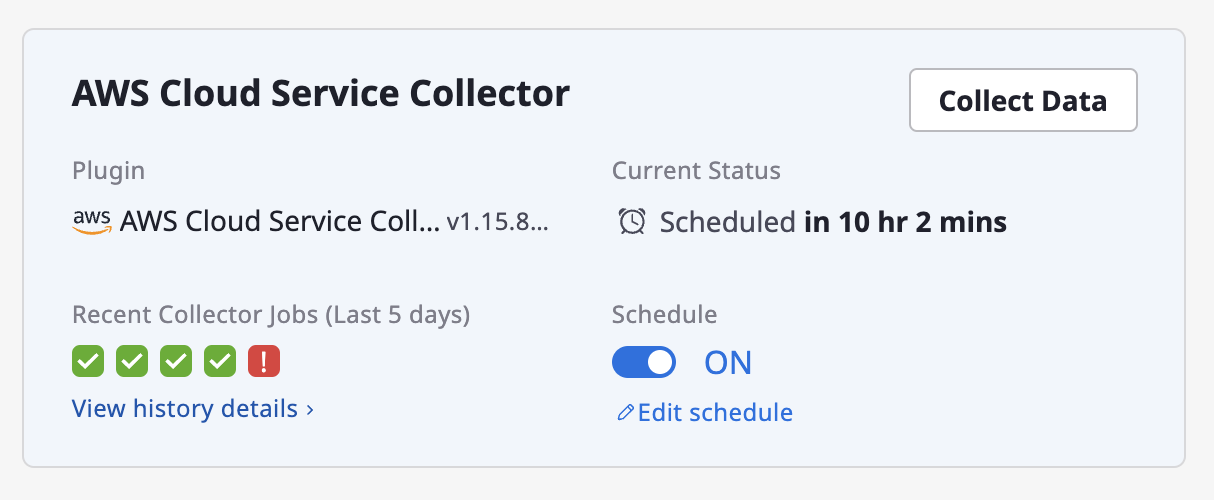 AWS Cloud Service Collector
Collect Data
Plugin
aws AWS Cloud Service Coll... v1.15.8...
Current Status
Scheduled in 10 hr 2 mins
Recent Collector Jobs (Last 5 days)
View history details ›
Schedule
ON
Edit schedule